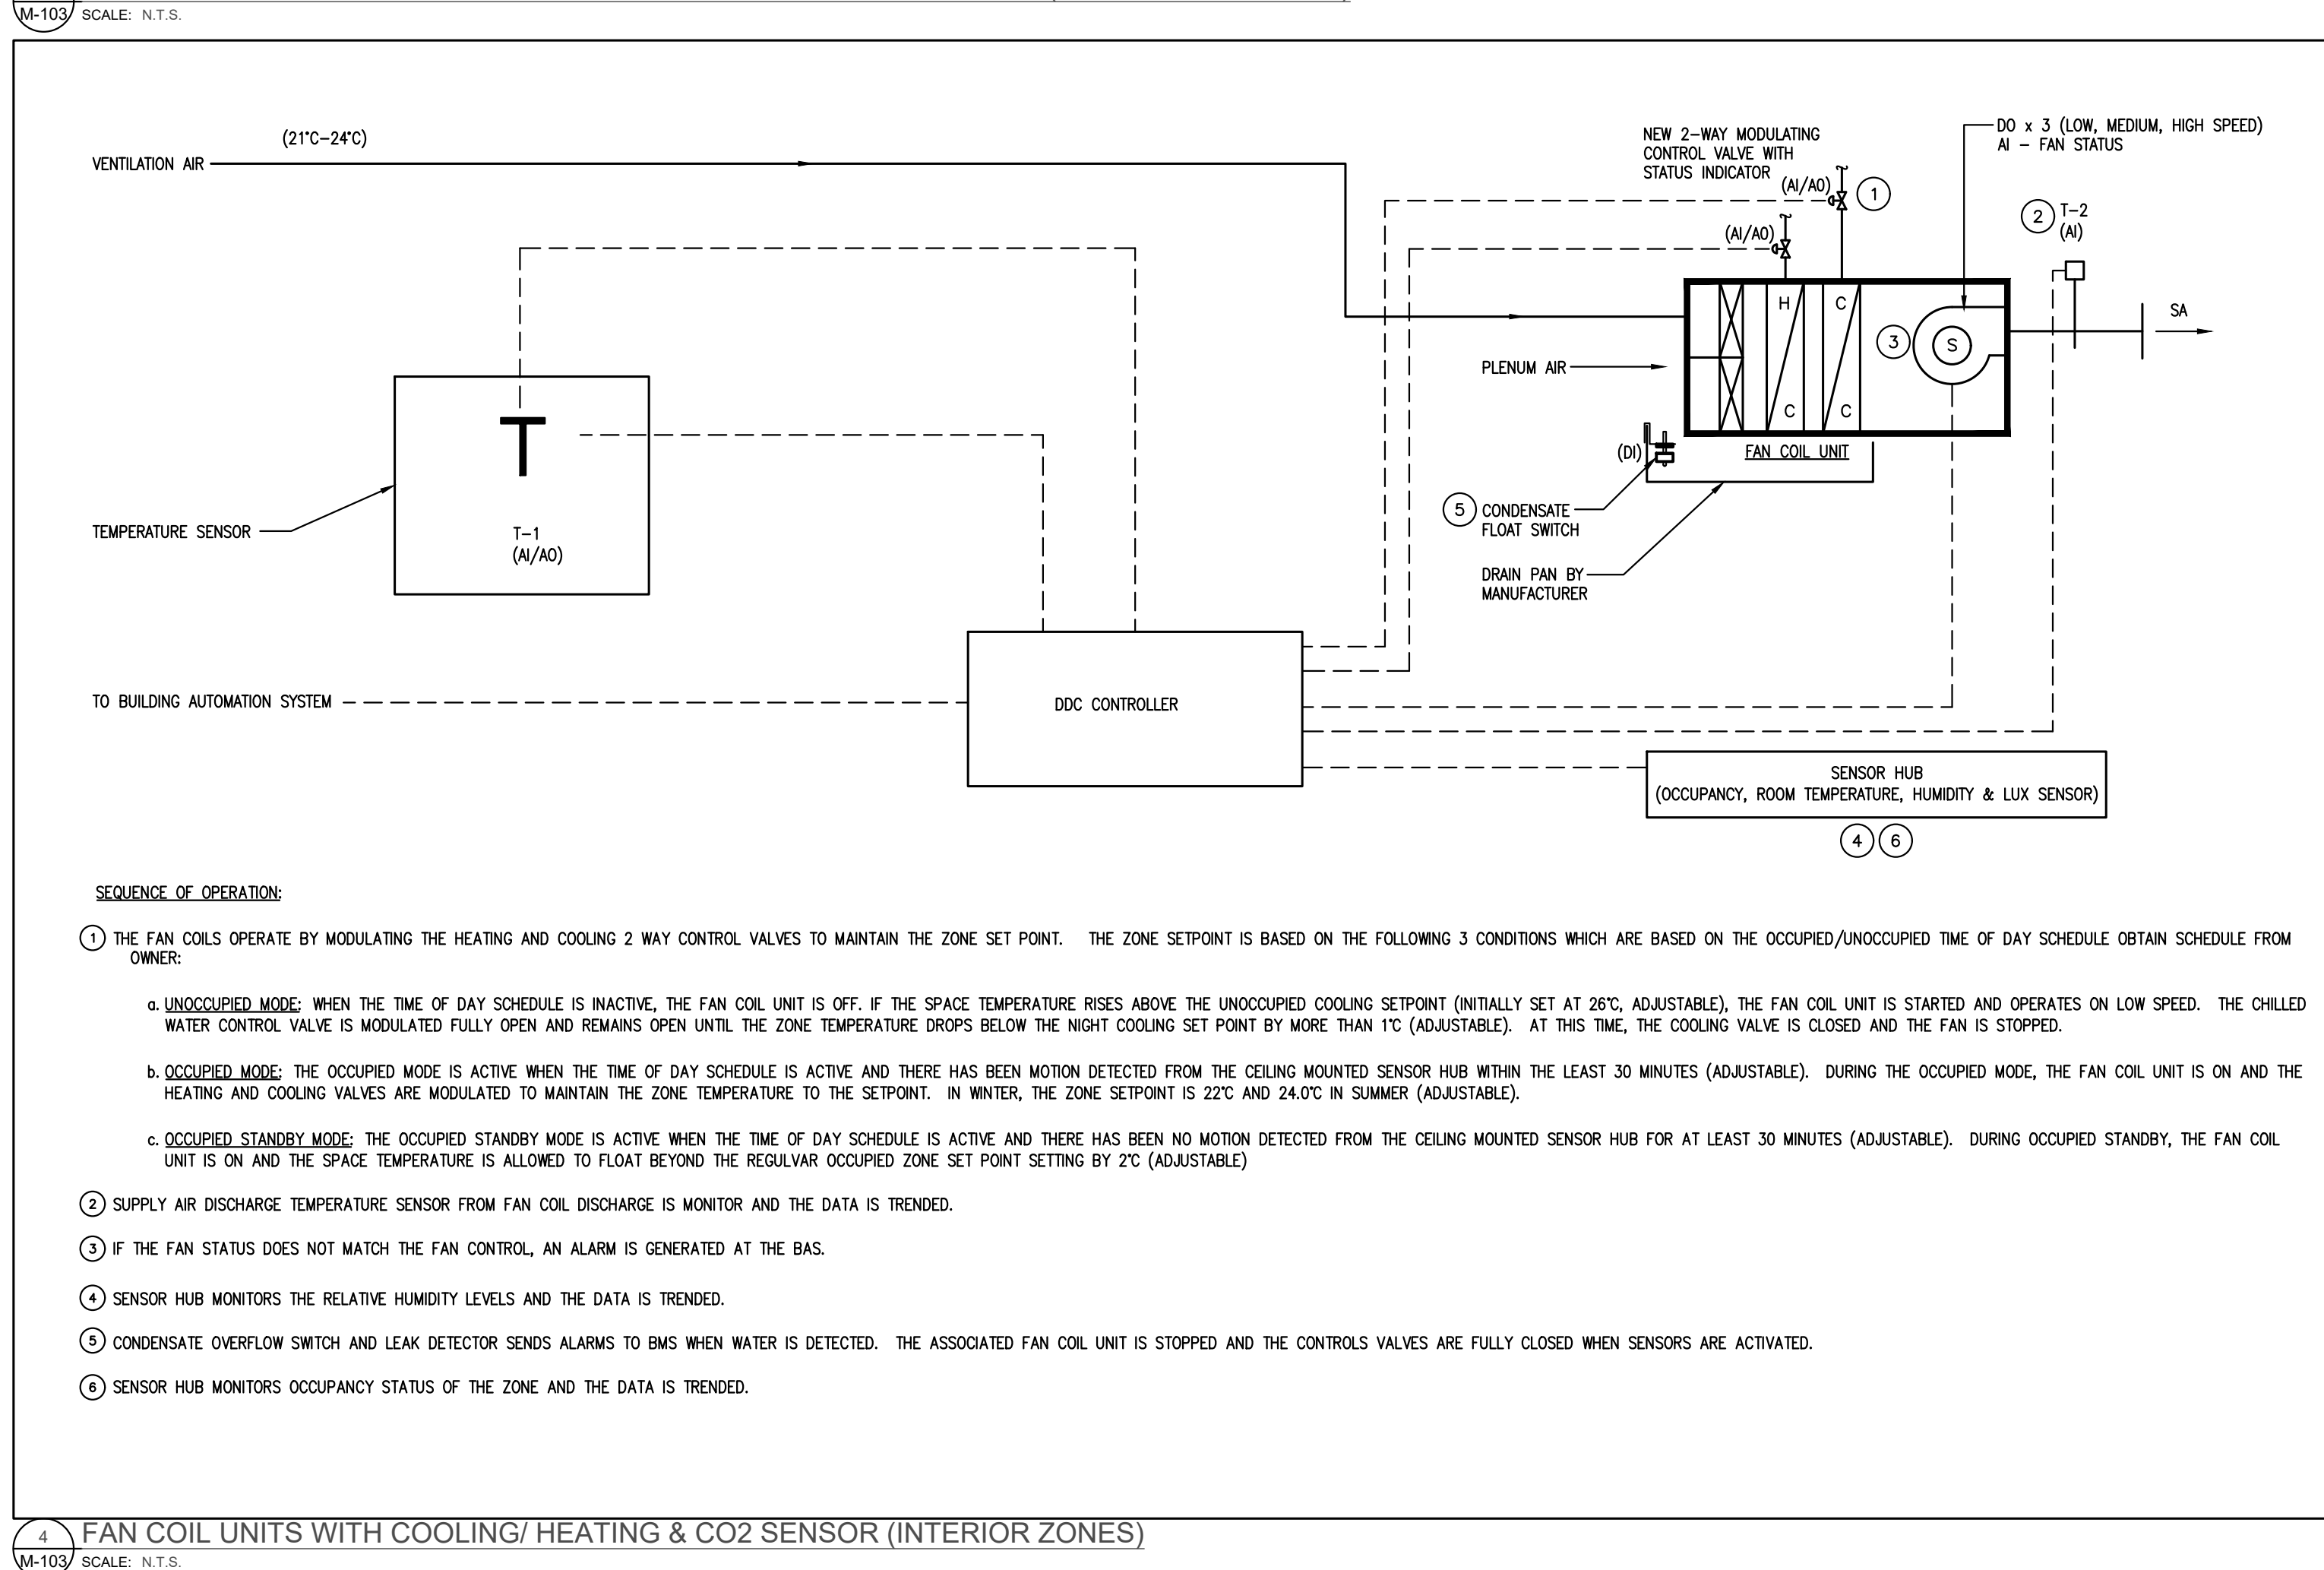 M-103 SCALE: N.T.S.
(21°C-24°C)
VENTILATION AIR
NEW 2-WAY MODULATING
CONTROL VALVE WITH
STATUS INDICATOR
(AI/AO)
1
(AI/AO)
DO x 3 (LOW, MEDIUM, HIGH SPEED)
AI - FAN STATUS
2 T-2
(AI)
H
C
C
C
3
S
SA
PLENUM AIR
(DI)
FAN COIL UNIT
5 CONDENSATE
FLOAT SWITCH
DRAIN PAN BY
MANUFACTURER
T
TEMPERATURE SENSOR
T-1
(AI/AO)
TO BUILDING AUTOMATION SYSTEM
DDC CONTROLLER
SENSOR HUB
(OCCUPANCY, ROOM TEMPERATURE, HUMIDITY & LUX SENSOR)
4 6
SEQUENCE OF OPERATION:
1 THE FAN COILS OPERATE BY MODULATING THE HEATING AND COOLING 2 WAY CONTROL VALVES TO MAINTAIN THE ZONE SET POINT. THE ZONE SETPOINT IS BASED ON THE FOLLOWING 3 CONDITIONS WHICH ARE BASED ON THE OCCUPIED/UNOCCUPIED TIME OF DAY SCHEDULE OBTAIN SCHEDULE FROM
OWNER:
a. UNOCCUPIED MODE: WHEN THE TIME OF DAY SCHEDULE IS INACTIVE, THE FAN COIL UNIT IS OFF. IF THE SPACE TEMPERATURE RISES ABOVE THE UNOCCUPIED COOLING SETPOINT (INITIALLY SET AT 26°C, ADJUSTABLE), THE FAN COIL UNIT IS STARTED AND OPERATES ON LOW SPEED. THE CHILLED
WATER CONTROL VALVE IS MODULATED FULLY OPEN AND REMAINS OPEN UNTIL THE ZONE TEMPERATURE DROPS BELOW THE NIGHT COOLING SET POINT BY MORE THAN 1°C (ADJUSTABLE). AT THIS TIME, THE COOLING VALVE IS CLOSED AND THE FAN IS STOPPED.
b. OCCUPIED MODE: THE OCCUPIED MODE IS ACTIVE WHEN THE TIME OF DAY SCHEDULE IS ACTIVE AND THERE HAS BEEN MOTION DETECTED FROM THE CEILING MOUNTED SENSOR HUB WITHIN THE LEAST 30 MINUTES (ADJUSTABLE). DURING THE OCCUPIED MODE, THE FAN COIL UNIT IS ON AND THE
HEATING AND COOLING VALVES ARE MODULATED TO MAINTAIN THE ZONE TEMPERATURE TO THE SETPOINT. IN WINTER, THE ZONE SETPOINT IS 22°C AND 24.0°C IN SUMMER (ADJUSTABLE).
c. OCCUPIED STANDBY MODE: THE OCCUPIED STANDBY MODE IS ACTIVE WHEN THE TIME OF DAY SCHEDULE IS ACTIVE AND THERE HAS BEEN NO MOTION DETECTED FROM THE CEILING MOUNTED SENSOR HUB FOR AT LEAST 30 MINUTES (ADJUSTABLE). DURING OCCUPIED STANDBY, THE FAN COIL
UNIT IS ON AND THE SPACE TEMPERATURE IS ALLOWED TO FLOAT BEYOND THE REGULVAR OCCUPIED ZONE SET POINT SETTING BY 2°C (ADJUSTABLE)
2 SUPPLY AIR DISCHARGE TEMPERATURE SENSOR FROM FAN COIL DISCHARGE IS MONITOR AND THE DATA IS TRENDED.
3 IF THE FAN STATUS DOES NOT MATCH THE FAN CONTROL, AN ALARM IS GENERATED AT THE BAS.
4 SENSOR HUB MONITORS THE RELATIVE HUMIDITY LEVELS AND THE DATA IS TRENDED.
5 CONDENSATE OVERFLOW SWITCH AND LEAK DETECTOR SENDS ALARMS TO BMS WHEN WATER IS DETECTED. THE ASSOCIATED FAN COIL UNIT IS STOPPED AND THE CONTROLS VALVES ARE FULLY CLOSED WHEN SENSORS ARE ACTIVATED.
6 SENSOR HUB MONITORS OCCUPANCY STATUS OF THE ZONE AND THE DATA IS TRENDED.
4 FAN COIL UNITS WITH COOLING/ HEATING & CO2 SENSOR (INTERIOR ZONES)
M-103 SCALE: N.T.S.